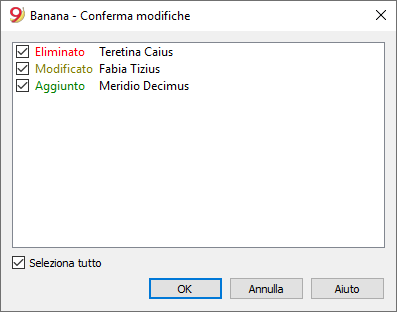 Banana - Conferma modifiche
Eliminato Teretina Caius
Modificato Fabia Tizius
Aggiunto Meridio Decimus
Seleziona tutto
OK Annulla Aiuto